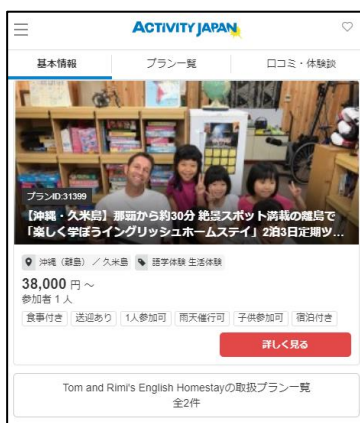 ACTIVITY JAPAN
基本情報 プラン一覧 口コミ・体験談
プランID:31399
【沖縄・久米島】那覇から約30分 絶景スポット満載の離島で
「楽しく学ぼうイングリッシュホームステイ」2泊3日定期ツ...
沖縄（離島） ／ 久米島 語学体験 生活体験
38,000 円 ～
参加者 1 人
食事付き 送迎あり 1人参加可 雨天催行可 子供参加可 宿泊付き
詳しく見る
Tom and Rimi's English Homestayの取扱プラン一覧
全2件